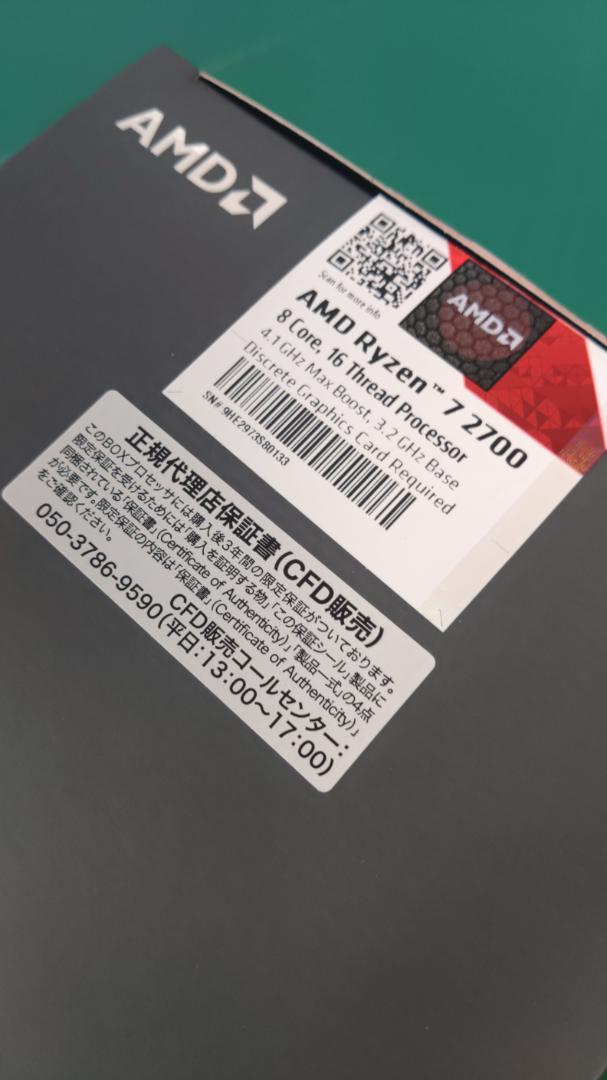 AMD
Scan for more info
AMD
AMD Ryzen™ 7 2700
8 Core, 16 Thread Processor
4.1 GHz Max Boost, 3.2 GHz Base
Discrete Graphics Card Required
SN# 9HE2973S80133
正規代理店保証書(CFD販売)
このBOXプロセッサには購入後3年間の限定保証がついております。
限定保証を受けるためには「購入を証明する物」「この保証シール」製品に
同梱されている「保証書」(Certificate of Authenticity)」「製品一式」の4点
が必要です。限定保証の内容は「保証書」(Certificate of Authenticity)」
をご確認ください。
CFD販売コールセンター:
050-3786-9590(平日:13:00〜17:00)